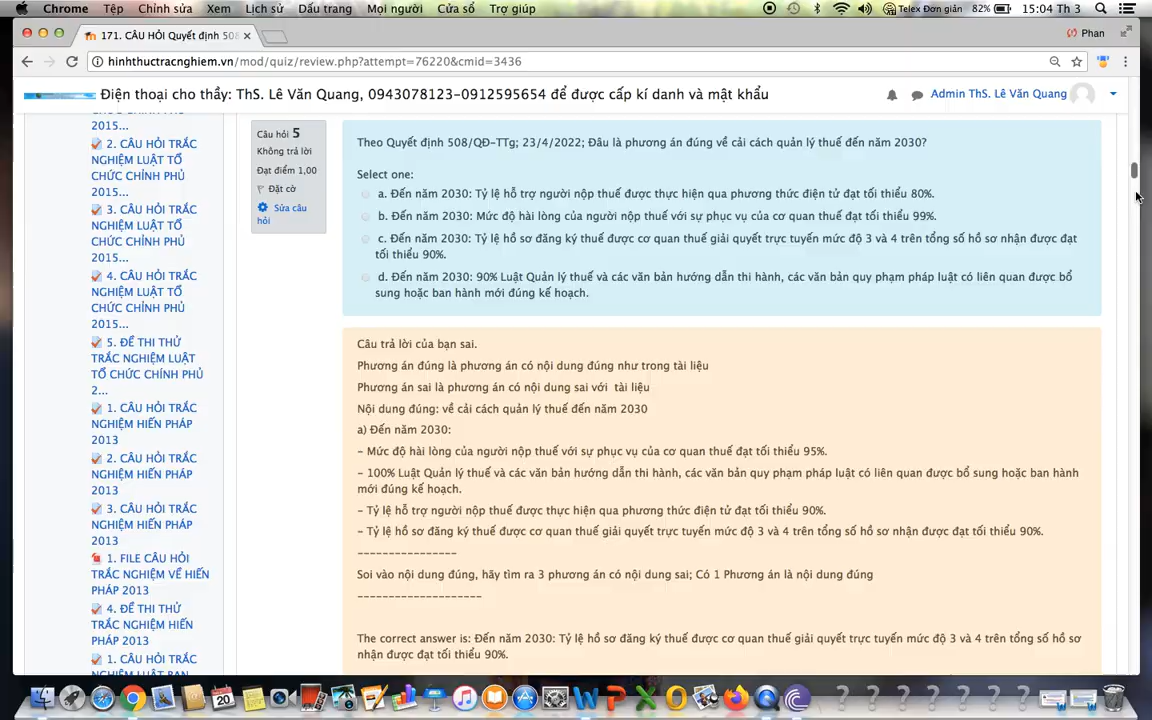 Chrome Tệp Chỉnh sửa Xem Lịch sử Dấu trang Mọi người Cửa sổ Trợ giúp Telex Đơn giản 82% 15:04 Th 3
171. CÂU HỎI Quyết định 508 Phan
hinhthuctracnghiem.vn/mod/quiz/review.php?attempt=76220&cmid=3436
Điện thoại cho thầy: ThS. Lê Văn Quang, 0943078123-0912595654 để được cấp kí danh và mật khẩu Admin ThS. Lê Văn Quang
2015...
2. CÂU HỎI TRẮC
NGHIỆM LUẬT TỔ
CHỨC CHỈNH PHỦ
2015...
3. CÂU HỎI TRẮC
NGHIỆM LUẬT TỔ
CHỨC CHỈNH PHỦ
2015...
4. CÂU HỎI TRẮC
NGHIỆM LUẬT TỔ
CHỨC CHỈNH PHỦ
2015...
5. ĐỀ THI THỬ
TRẮC NGHIỆM LUẬT
TỔ CHỨC CHÍNH PHỦ
2...
1. CÂU HỎI TRẮC
NGHIỆM HIẾN PHÁP
2013
2. CÂU HỎI TRẮC
NGHIỆM HIẾN PHÁP
2013
3. CÂU HỎI TRẮC
NGHIỆM HIẾN PHÁP
2013
1. FILE CÂU HỎI
TRẮC NGHIỆM VỀ HIẾN
PHÁP 2013
4. ĐỀ THI THỬ
TRẮC NGHIỆM HIẾN
PHÁP 2013
1. CÂU HỎI TRẮC
NGHIỆM LUẬT BAN
Câu hỏi 5
Không trả lời
Đạt điểm 1,00
Đặt cờ
Sửa câu
hỏi
Theo Quyết định 508/QĐ-TTg; 23/4/2022; Đâu là phương án đúng về cải cách quản lý thuế đến năm 2030?
Select one:
a. Đến năm 2030: Tỷ lệ hỗ trợ người nộp thuế được thực hiện qua phương thức điện tử đạt tối thiểu 80%.
b. Đến năm 2030: Mức độ hài lòng của người nộp thuế với sự phục vụ của cơ quan thuế đạt tối thiểu 99%.
c. Đến năm 2030: Tỷ lệ hồ sơ đăng ký thuế được cơ quan thuế giải quyết trực tuyến mức độ 3 và 4 trên tổng số hồ sơ nhận được đạt
tối thiểu 90%.
d. Đến năm 2030: 90% Luật Quản lý thuế và các văn bản hướng dẫn thi hành, các văn bản quy phạm pháp luật có liên quan được bổ
sung hoặc ban hành mới đúng kế hoạch.
Câu trả lời của bạn sai.
Phương án đúng là phương án có nội dung đúng như trong tài liệu
Phương án sai là phương án có nội dung sai với tài liệu
Nội dung đúng: về cải cách quản lý thuế đến năm 2030
a) Đến năm 2030:
- Mức độ hài lòng của người nộp thuế với sự phục vụ của cơ quan thuế đạt tối thiểu 95%.
- 100% Luật Quản lý thuế và các văn bản hướng dẫn thi hành, các văn bản quy phạm pháp luật có liên quan được bổ sung hoặc ban hành
mới đúng kế hoạch.
- Tỷ lệ hỗ trợ người nộp thuế được thực hiện qua phương thức điện tử đạt tối thiểu 90%.
- Tỷ lệ hồ sơ đăng ký thuế được cơ quan thuế giải quyết trực tuyến mức độ 3 và 4 trên tổng số hồ sơ nhận được đạt tối thiểu 90%.
----------------
Soi vào nội dung đúng, hãy tìm ra 3 phương án có nội dung sai; Có 1 Phương án là nội dung đúng
--------------------
The correct answer is: Đến năm 2030: Tỷ lệ hồ sơ đăng ký thuế được cơ quan thuế giải quyết trực tuyến mức độ 3 và 4 trên tổng số hồ sơ
nhận được đạt tối thiểu 90%.